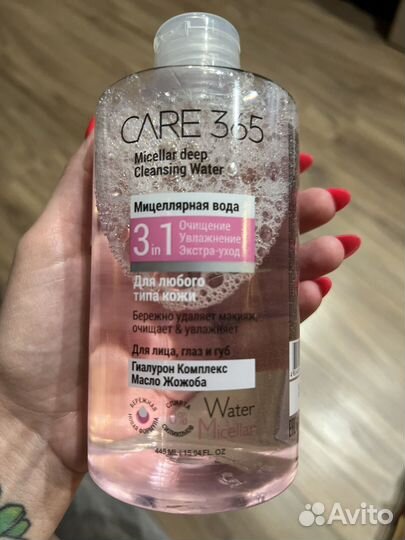 CARE 365
Micellar deep
Cleansing Water
Мицеллярная вода
3 in 1
Очищение
Увлажнение
Экстра-уход
Для любого
типа кожи
Бережно удаляет макияж,
очищает & увлажняет
Для лица, глаз и губ
Гиалурон Комплекс
Масло Жожоба
БЕРЕЖНАЯ
ФОРМУЛА
Water
Micellar
445 ML | 15.04 FL. OZ
Avito